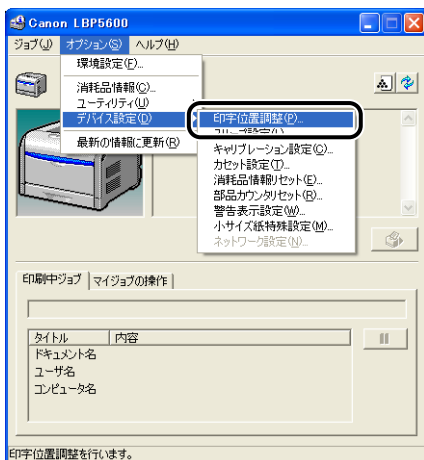 Canon LBP5600
ジョブ(J) オプション(S) ヘルプ(H)
環境設定(F)...
消耗品情報(C)...
ユーティリティ(U)
デバイス設定(D)
最新の情報に更新(R)
印字位置調整(P)...
スリープ設定(L)...
キャリブレーション設定(C)...
カセット設定(T)...
消耗品情報リセット(E)...
部品カウンタリセット(R)...
警告表示設定(W)...
小サイズ紙特殊設定(M)...
ネットワーク設定(N)...
印刷中ジョブ マイジョブの操作
タイトル 内容
ドキュメント名
ユーザ名
コンピュータ名
印字位置調整を行います。